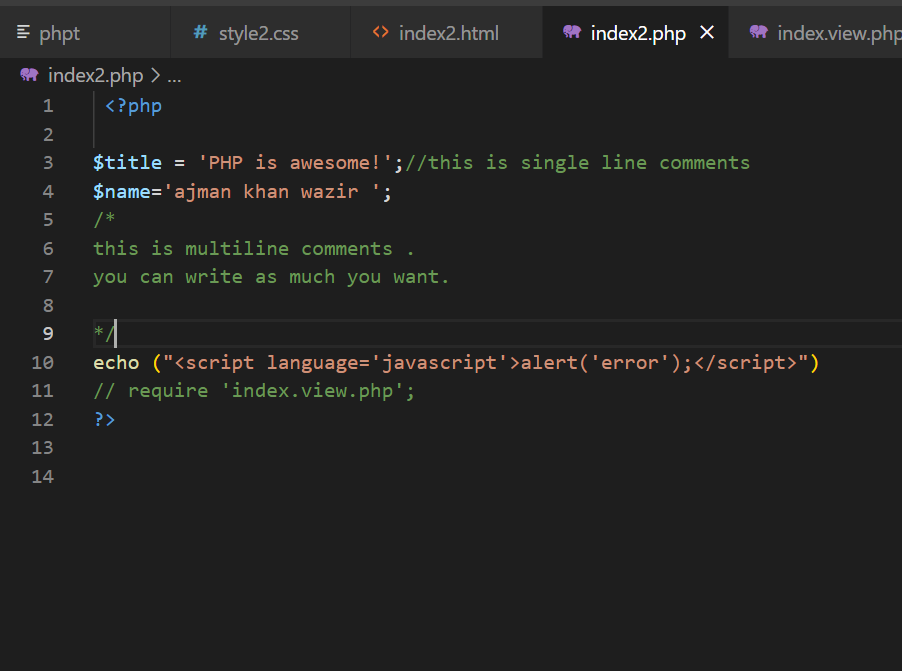 phpt # style2.css <> index2.html index2.php × index.view.php
index2.php > ...
1 <?php
2
3 $title = 'PHP is awesome!';//this is single line comments
4 $name='ajman khan wazir ';
5 /*
6 this is multiline comments .
7 you can write as much you want.
8
9 */
10 echo ("<script language='javascript'>alert('error');</script>")
11 // require 'index.view.php';
12 ?>
13
14